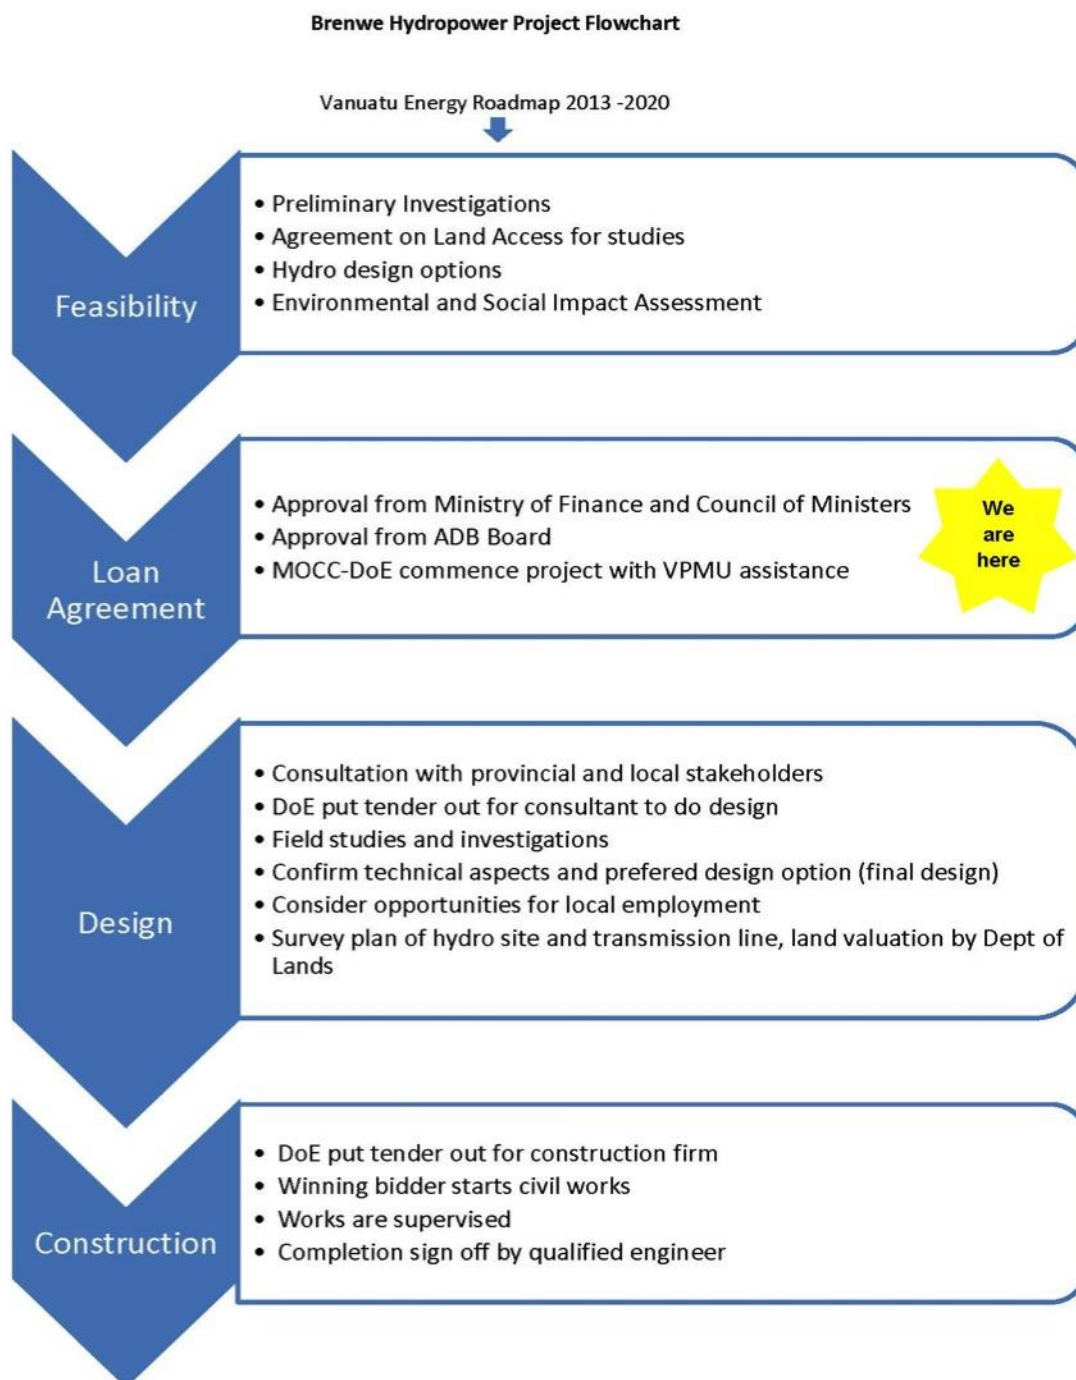 Brenwe Hydropower Project Flowchart
Vanuatu Energy Roadmap 2013 -2020
Feasibility
• Preliminary Investigations
• Agreement on Land Access for studies
• Hydro design options
• Environmental and Social Impact Assessment
Loan
Agreement
• Approval from Ministry of Finance and Council of Ministers
• Approval from ADB Board
• MOCC-DoE commence project with VPMU assistance
We
are
here
Design
• Consultation with provincial and local stakeholders
• DoE put tender out for consultant to do design
• Field studies and investigations
• Confirm technical aspects and prefered design option (final design)
• Consider opportunities for local employment
• Survey plan of hydro site and transmission line, land valuation by Dept of
Lands
Construction
• DoE put tender out for construction firm
• Winning bidder starts civil works
• Works are supervised
• Completion sign off by qualified engineer